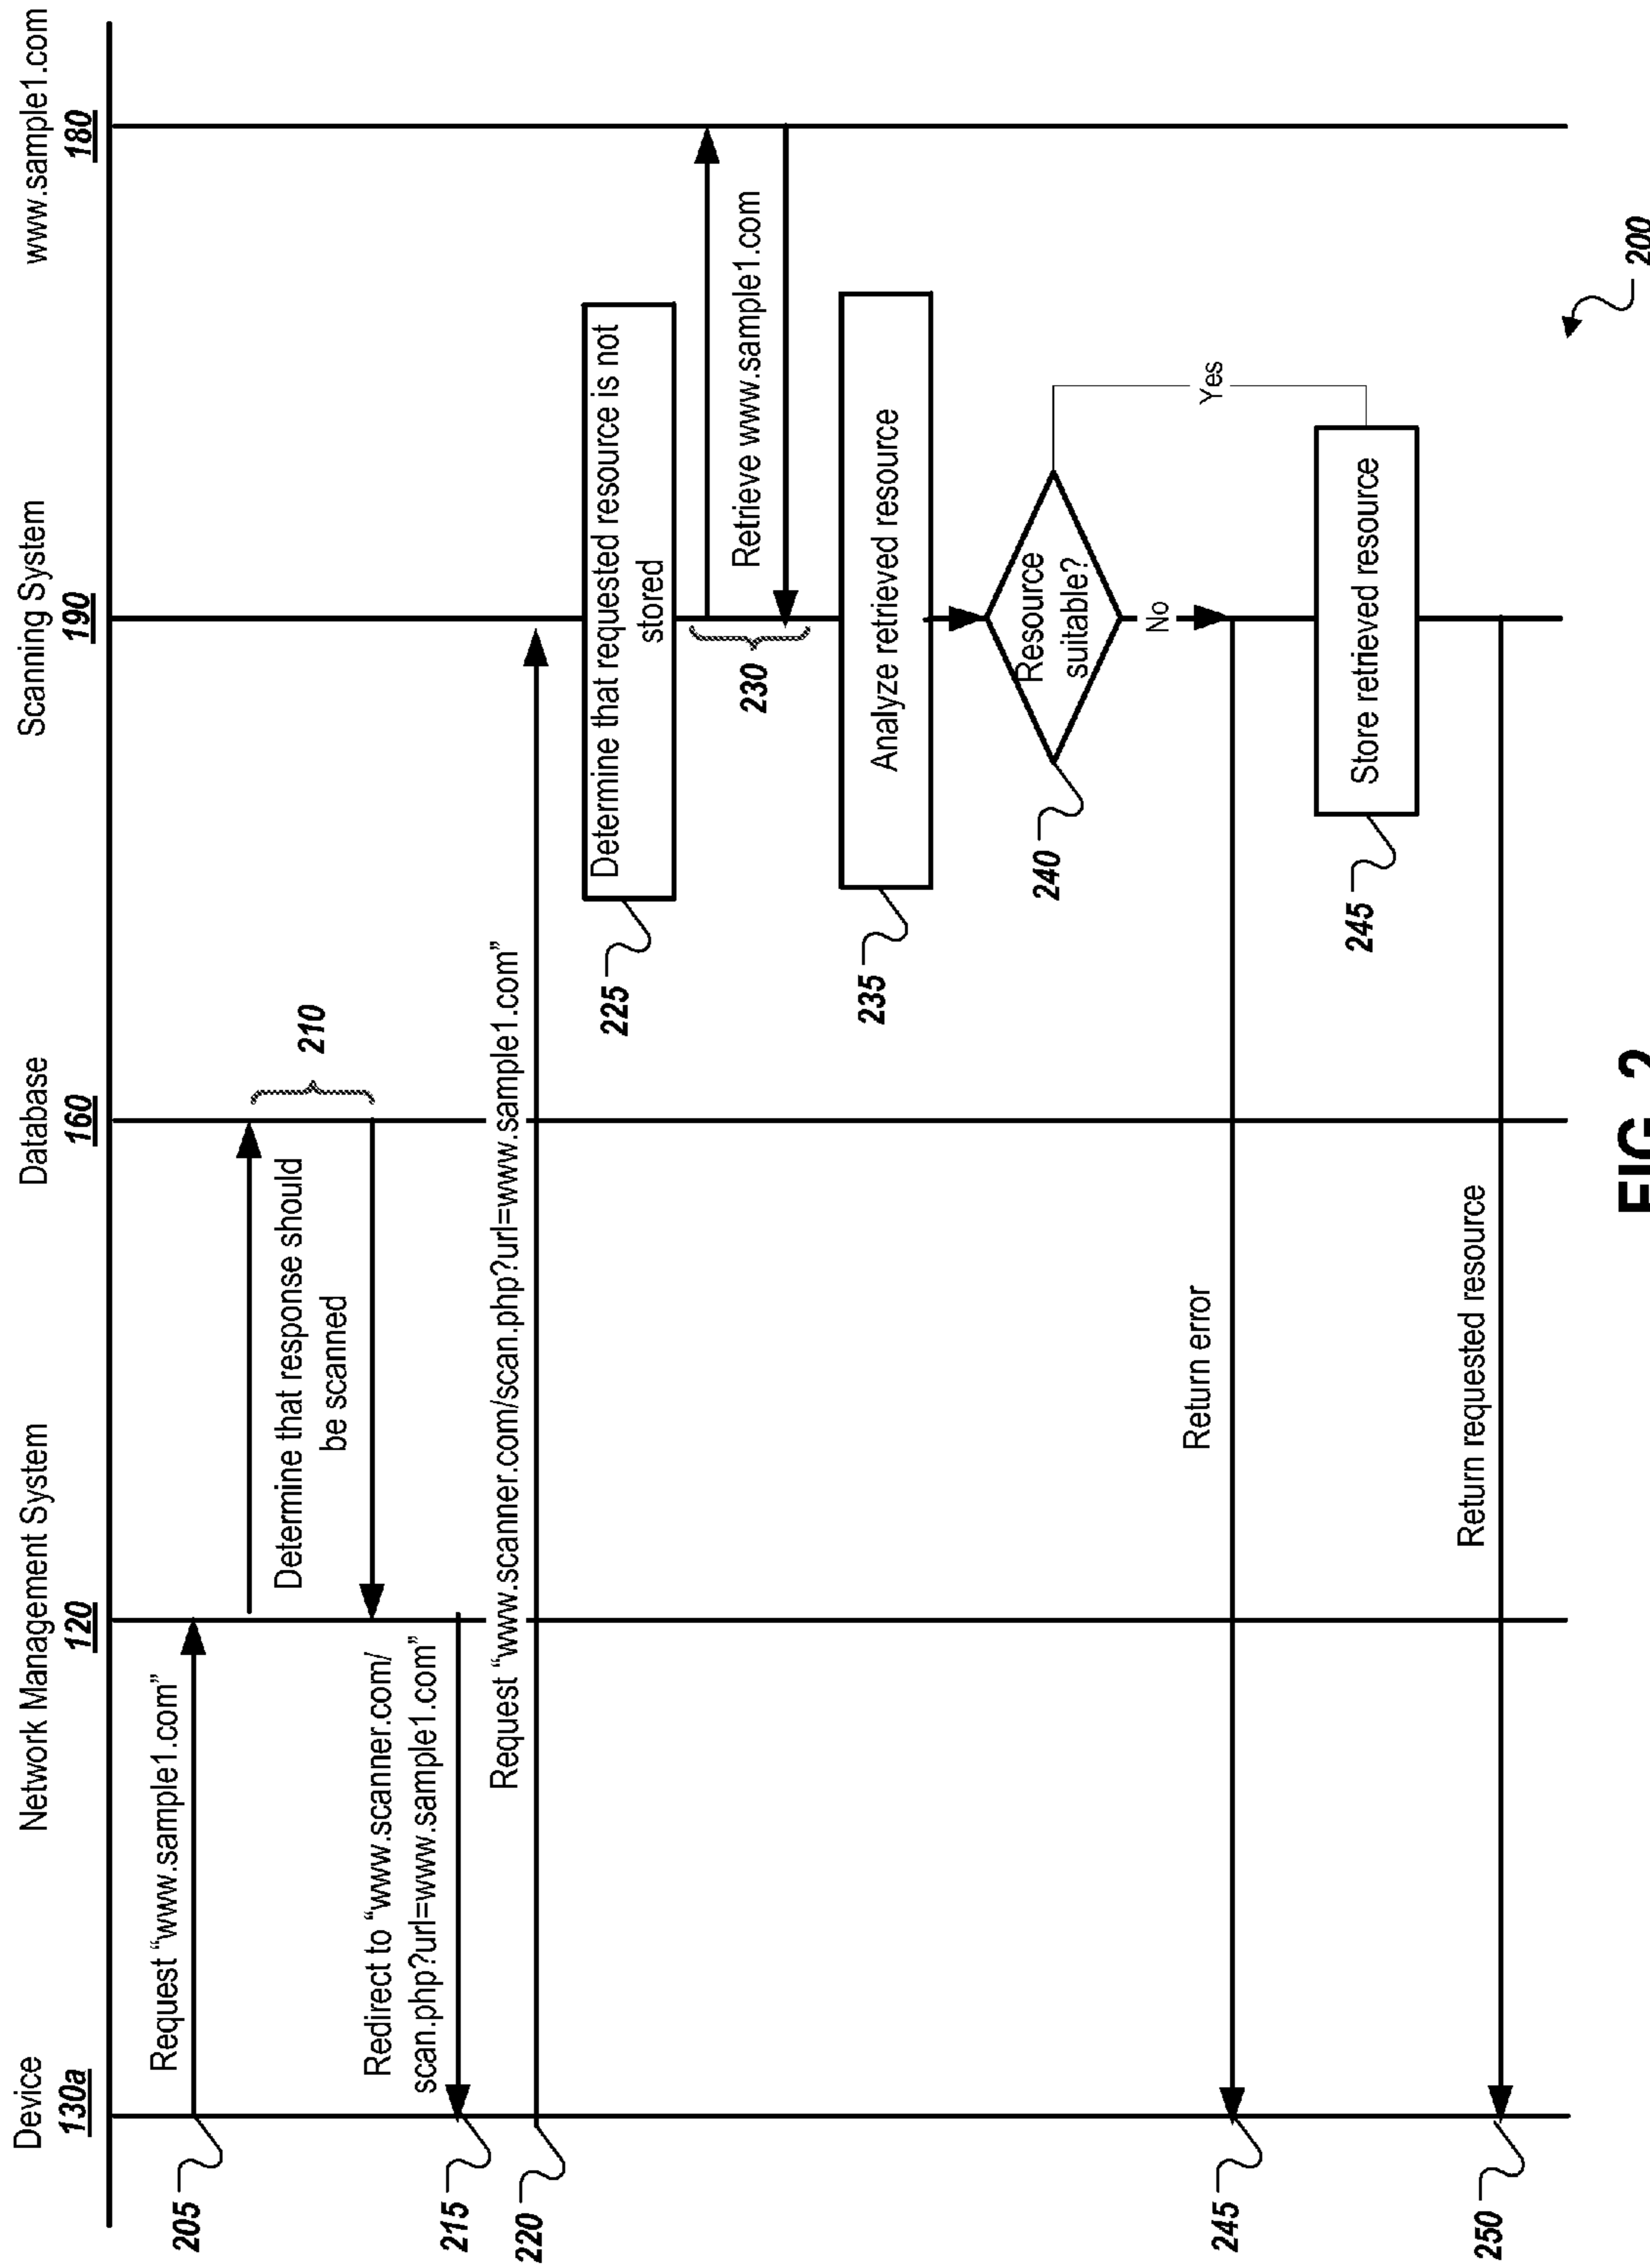 Device
130a
Network Management System
120
Database
160
Scanning System
190
www.sample1.com
180
205
Request “www.sample1.com”
210
Determine that response should
be scanned
215
Redirect to “www.scanner.com/
scan.php?url=www.sample1.com”
220
Request “www.scanner.com/scan.php?url=www.sample1.com”
225
Determine that requested resource is not
stored
230
Retrieve www.sample1.com
235
Analyze retrieved resource
240
Resource
suitable?
No
Yes
245
Return error
245
Store retrieved resource
250
Return requested resource
200
FIG. 2